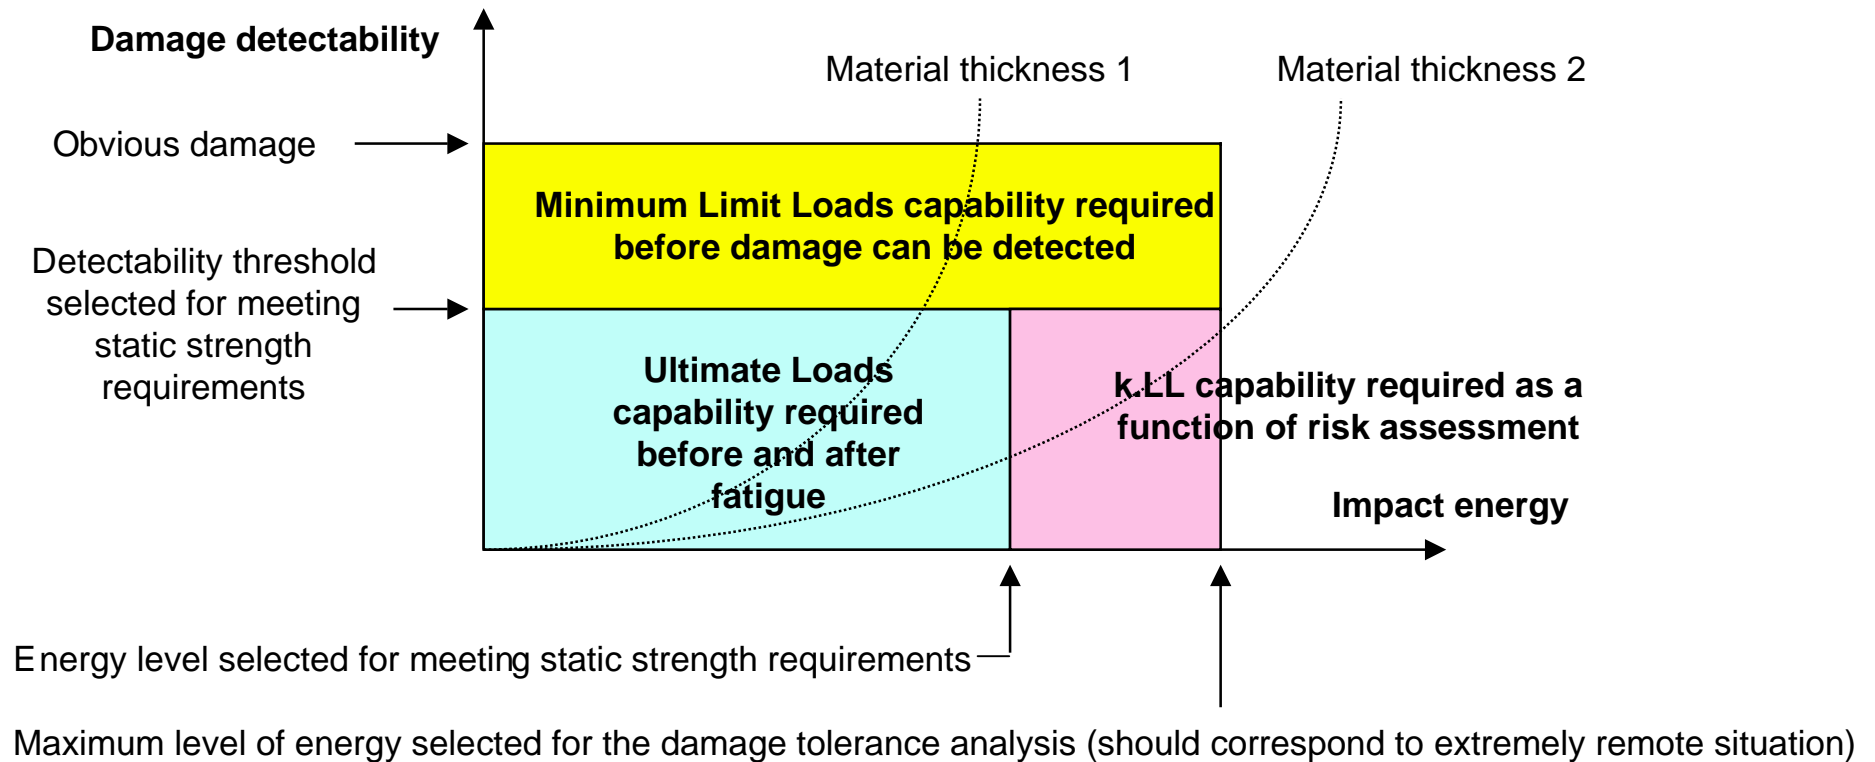 Damage detectability
Material thickness 1
Material thickness 2
Obvious damage
Minimum Limit Loads capability required
before damage can be detected
Detectability threshold
selected for meeting
static strength
requirements
Ultimate Loads
capability required
before and after
fatigue
k.LL capability required as a
function of risk assessment
Impact energy
Energy level selected for meeting static strength requirements
Maximum level of energy selected for the damage tolerance analysis (should correspond to extremely remote situation)